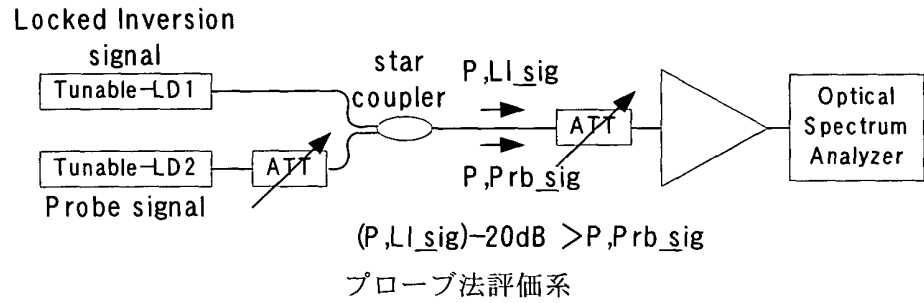 Locked Inversion
signal
Tunable-LD1
star
coupler
P,LI_sig
ATT
Optical
Spectrum
Analyzer
Tunable-LD2
ATT
Probe signal
P,Prb_sig
(P,LI_sig)-20dB >P,Prb_sig
プローブ法評価系